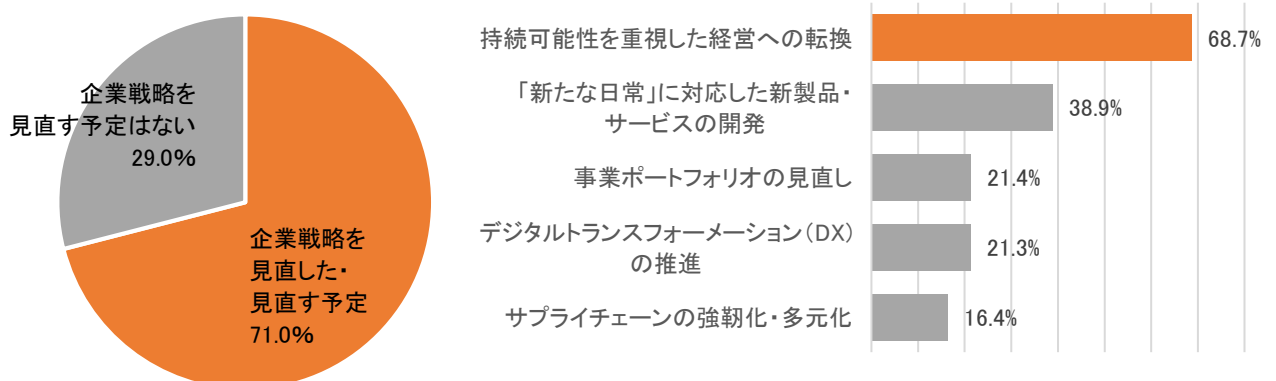 企業戦略を
見直す予定はない
29.0%
企業戦略を
見直した・
見直す予定
71.0%
持続可能性を重視した経営への転換
68.7%
「新たな日常」に対応した新製品・
サービスの開発
38.9%
事業ポートフォリオの見直し
21.4%
デジタルトランスフォーメーション(DX)
の推進
21.3%
サプライチェーンの強靭化・多元化
16.4%